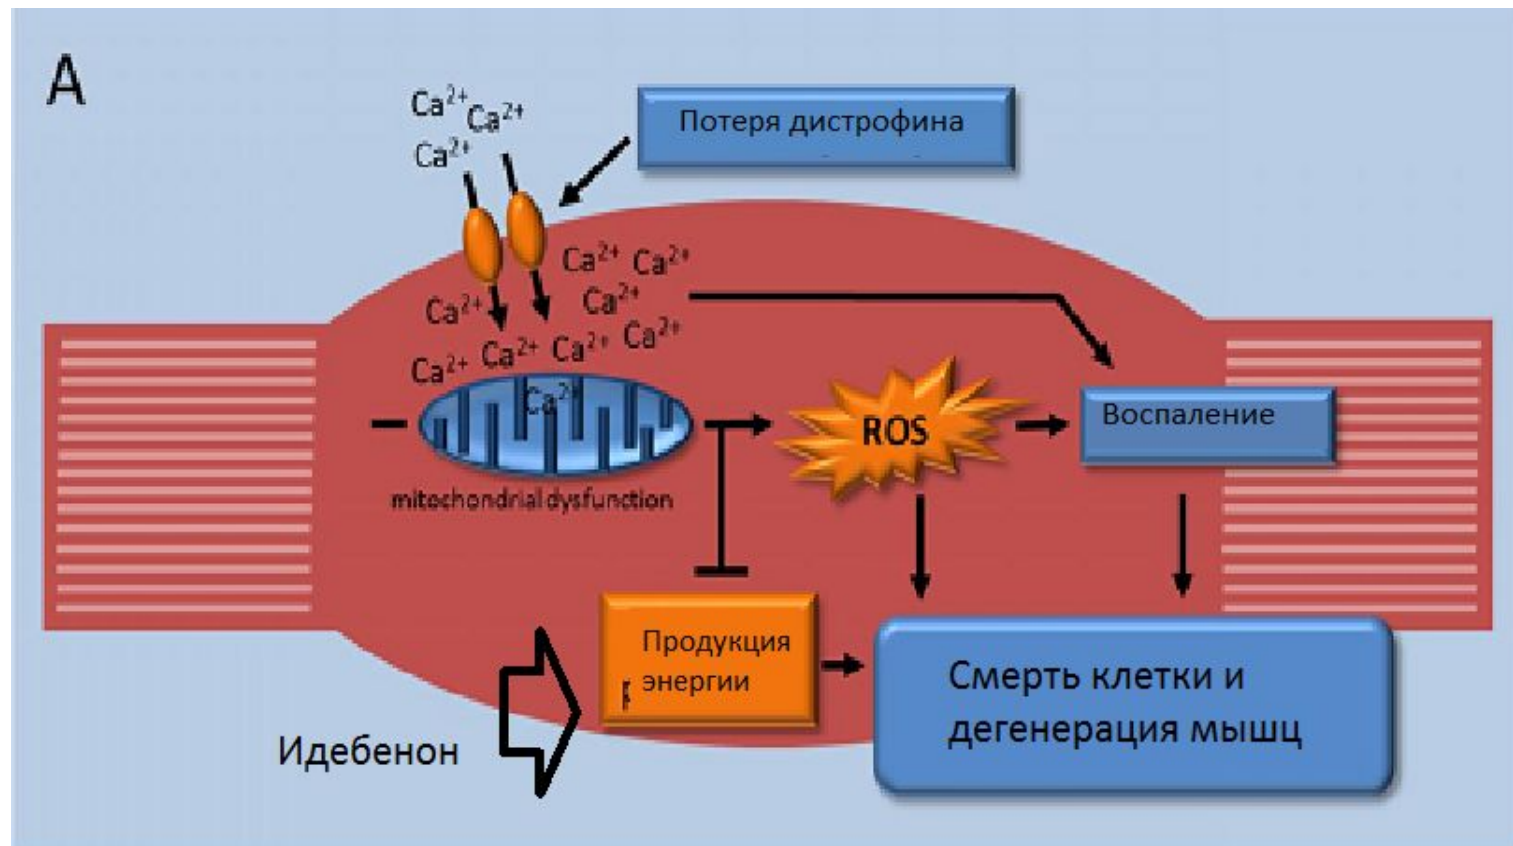 A
Ca²⁺
Ca²⁺
Ca²⁺
Потеря дистрофина
Ca²⁺
Ca²⁺
Ca²⁺
Ca²⁺
Ca²⁺
Ca²⁺
Ca²⁺
Ca²⁺
Ca²⁺
ROS
Воспаление
mitochondrial dysfunction
Продукция
энергии
Смерть клетки и
дегенерация мышц
Идебенон